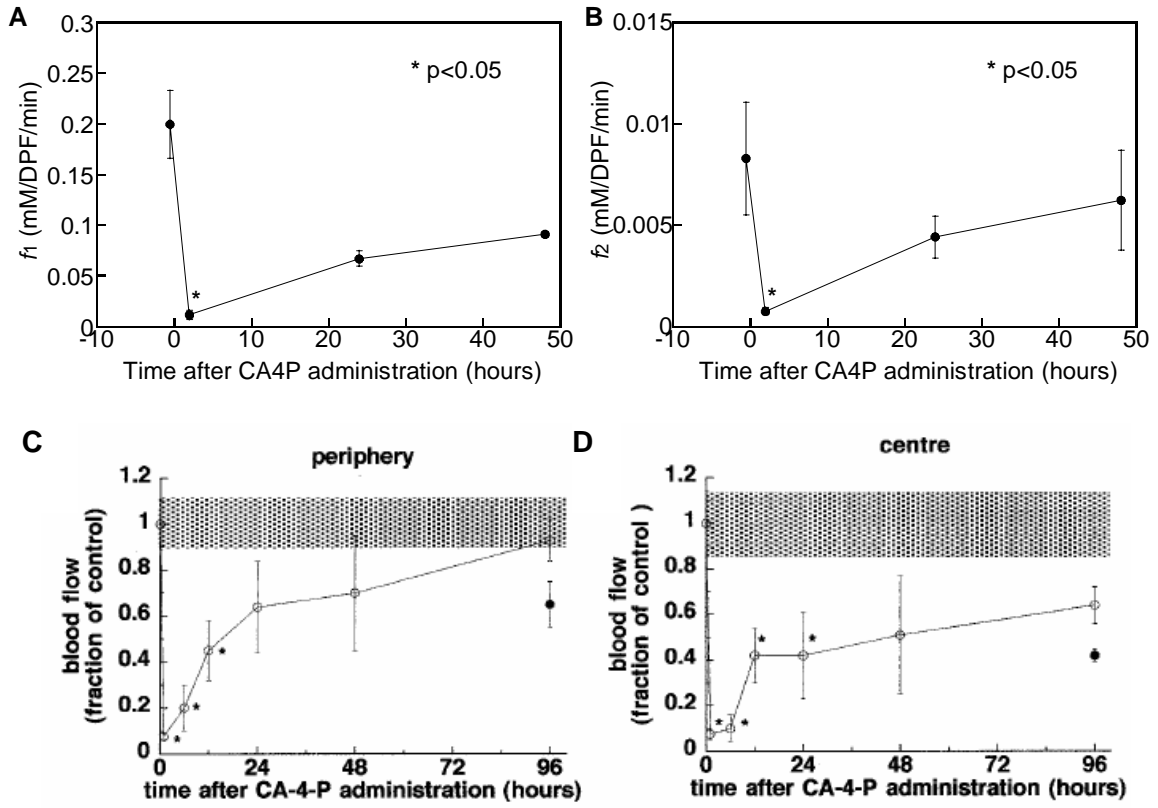 A
0.3
0.25
0.2
0.15
0.1
0.05
0
f1 (mM/DPF/min)
* p<0.05
*
-10 0 10 20 30 40 50
Time after CA4P administration (hours)
B
0.015
0.01
0.005
0
f2 (mM/DPF/min)
* p<0.05
*
-10 0 10 20 30 40 50
Time after CA4P administration (hours)
C
periphery
1.2
1
0.8
0.6
0.4
0.2
0
blood flow
(fraction of control)
*
*
*
0 24 48 72 96
time after CA-4-P administration (hours)
D
centre
1.2
1
0.8
0.6
0.4
0.2
0
blood flow
(fraction of control )
* *
* *
0 24 48 72 96
time after CA-4-P administration (hours)